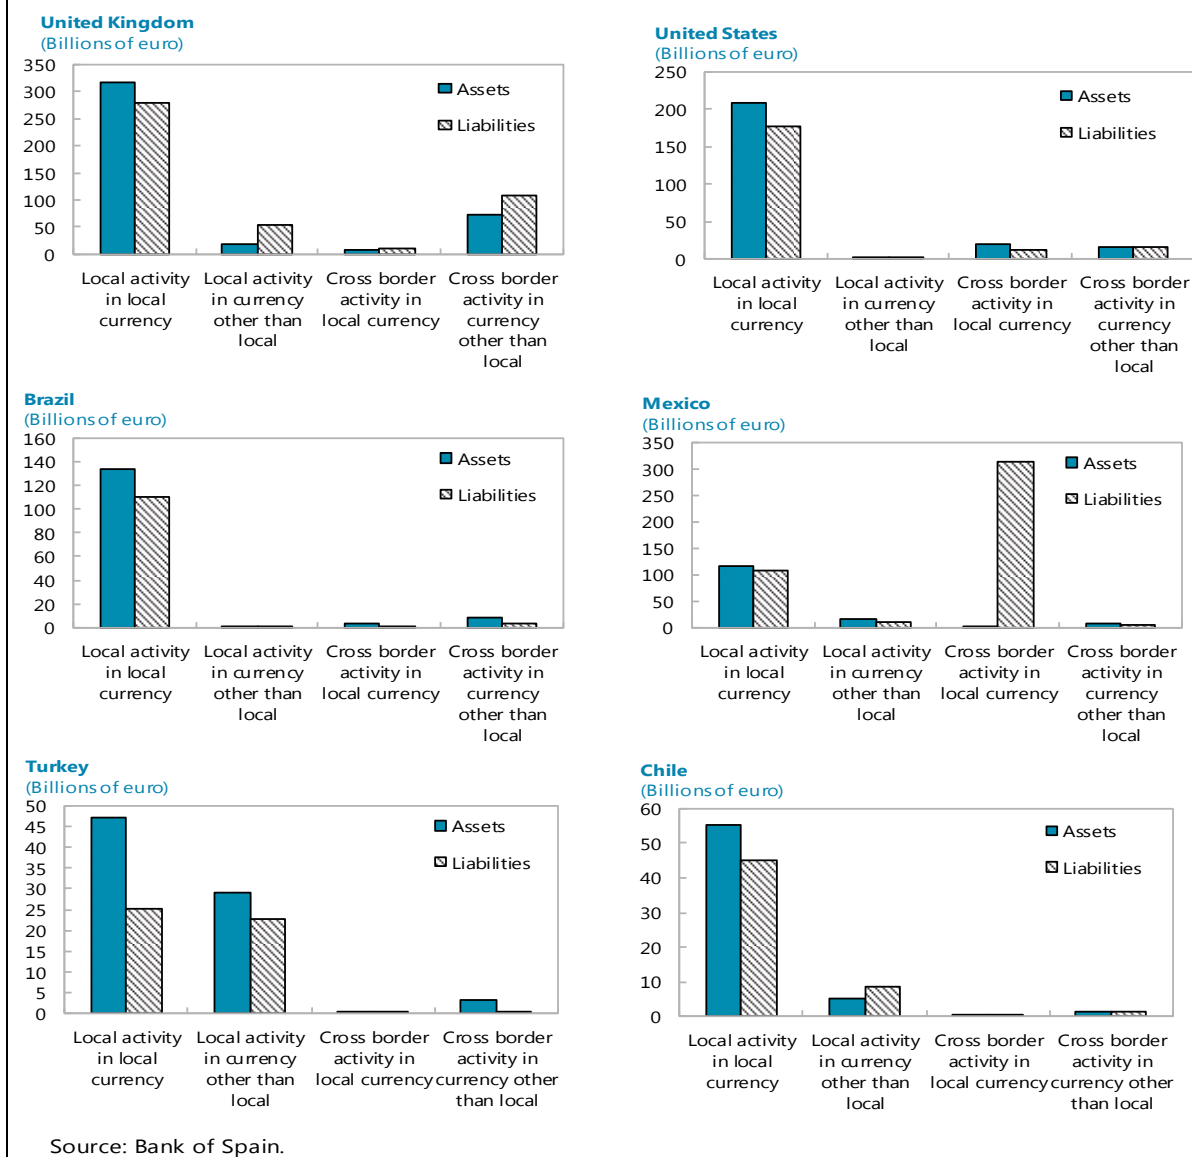 United Kingdom
(Billions of euro)
350
300
250
200
150
100
50
0
Assets
Liabilities
Local activity
in local
currency
Local activity
in currency
other than
local
Cross border
activity in
local currency
Cross border
activity in
currency
other than
local
United States
(Billions of euro)
250
200
150
100
50
0
Assets
Liabilities
Local activity
in local
currency
Local activity
in currency
other than
local
Cross border
activity in
local currency
Cross border
activity in
currency
other than
local
Brazil
(Billions of euro)
160
140
120
100
80
60
40
20
0
Assets
Liabilities
Local activity
in local
currency
Local activity
in currency
other than
local
Cross border
activity in
local currency
Cross border
activity in
currency
other than
local
Mexico
(Billions of euro)
350
300
250
200
150
100
50
0
Assets
Liabilities
Local activity
in local
currency
Local activity
in currency
other than
local
Cross border
activity in
local currency
Cross border
activity in
currency
other than
local
Turkey
(Billions of euro)
50
45
40
35
30
25
20
15
10
5
0
Assets
Liabilities
Local activity
in local
currency
Local activity
in currency
other than
local
Cross border
activity in
local currency
Cross border
activity in
currency other
than local
Chile
(Billions of euro)
60
50
40
30
20
10
0
Assets
Liabilities
Local activity
in local
currency
Local activity
in currency
other than
local
Cross border
activity in
local currency
Cross border
activity in
currency other
than local
Source: Bank of Spain.